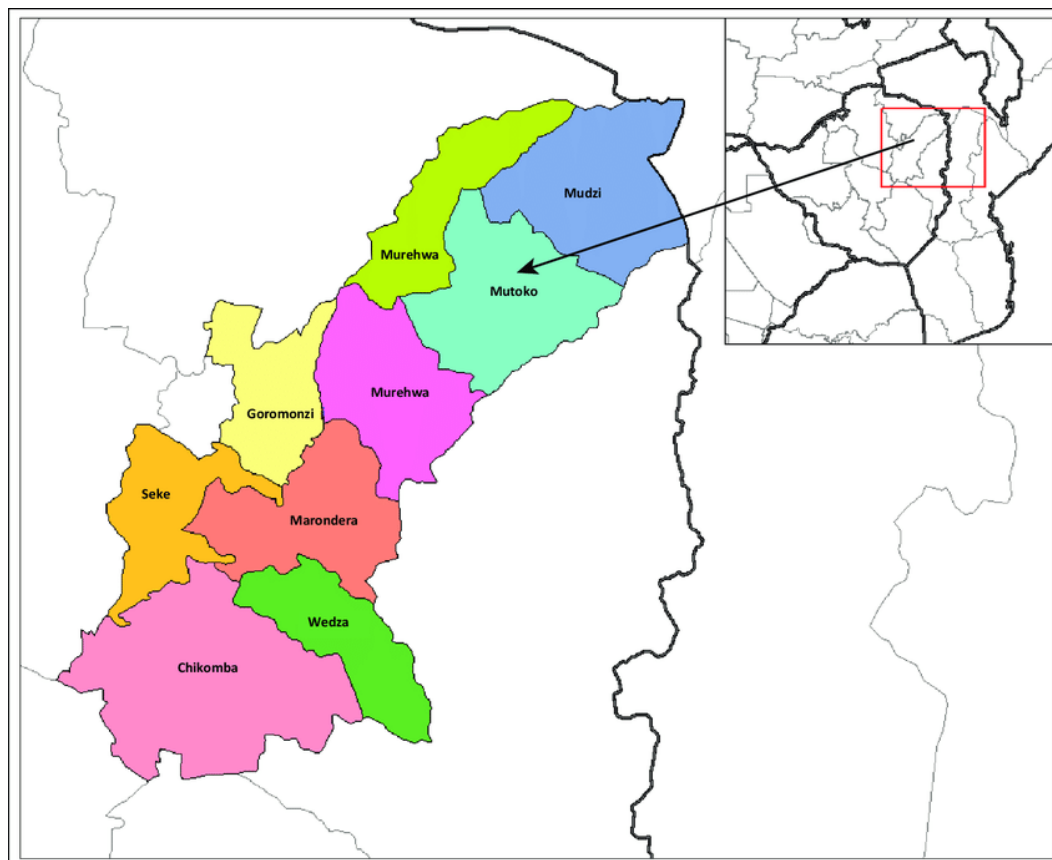 Mudzi
Murehwa
Mutoko
Murehwa
Goromonzi
Seke
Marondera
Wedza
Chikomba